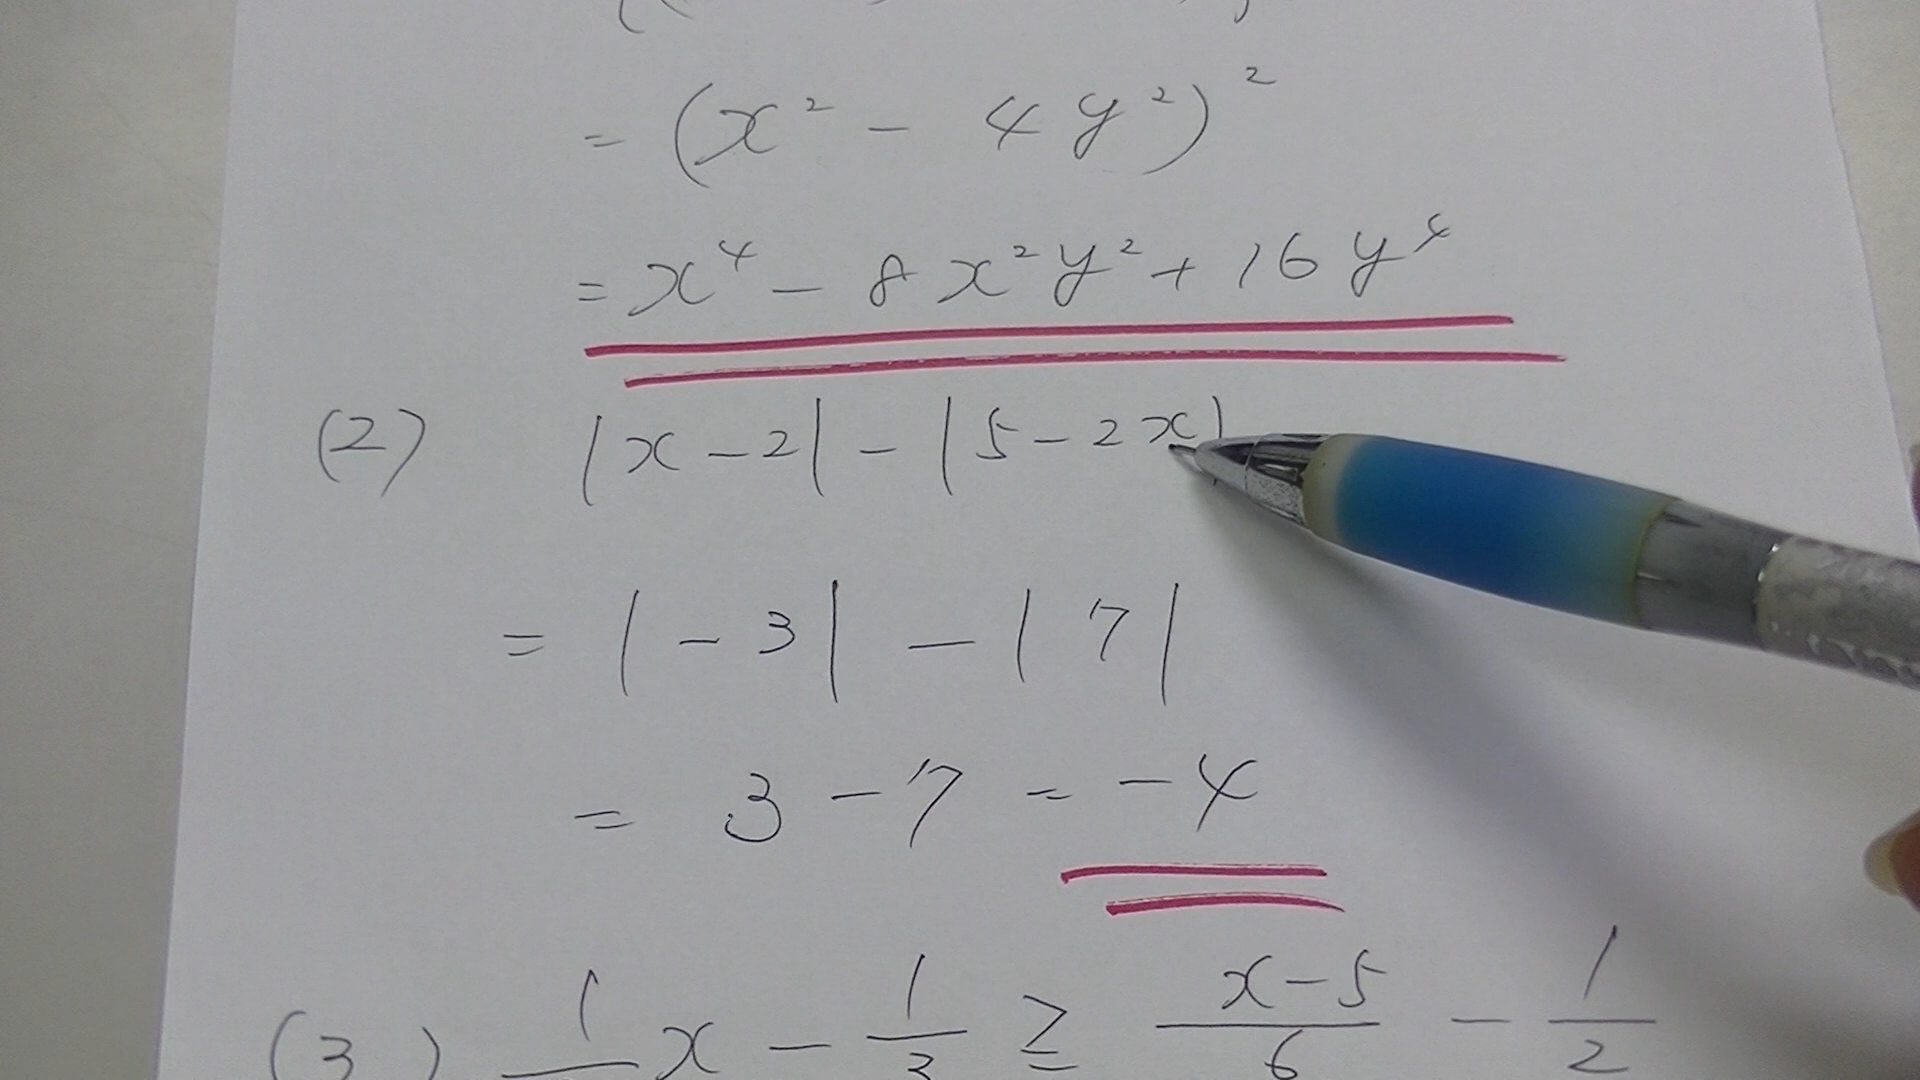 = (x² - 4y²)²
= x⁴ - 8x²y² + 16y⁴
(2) |x - 2| - |5 - 2x|
= |-3| - |7|
= 3 - 7 = -4
(3) x - 1/3 ≥ (x-5)/6 - 1/2